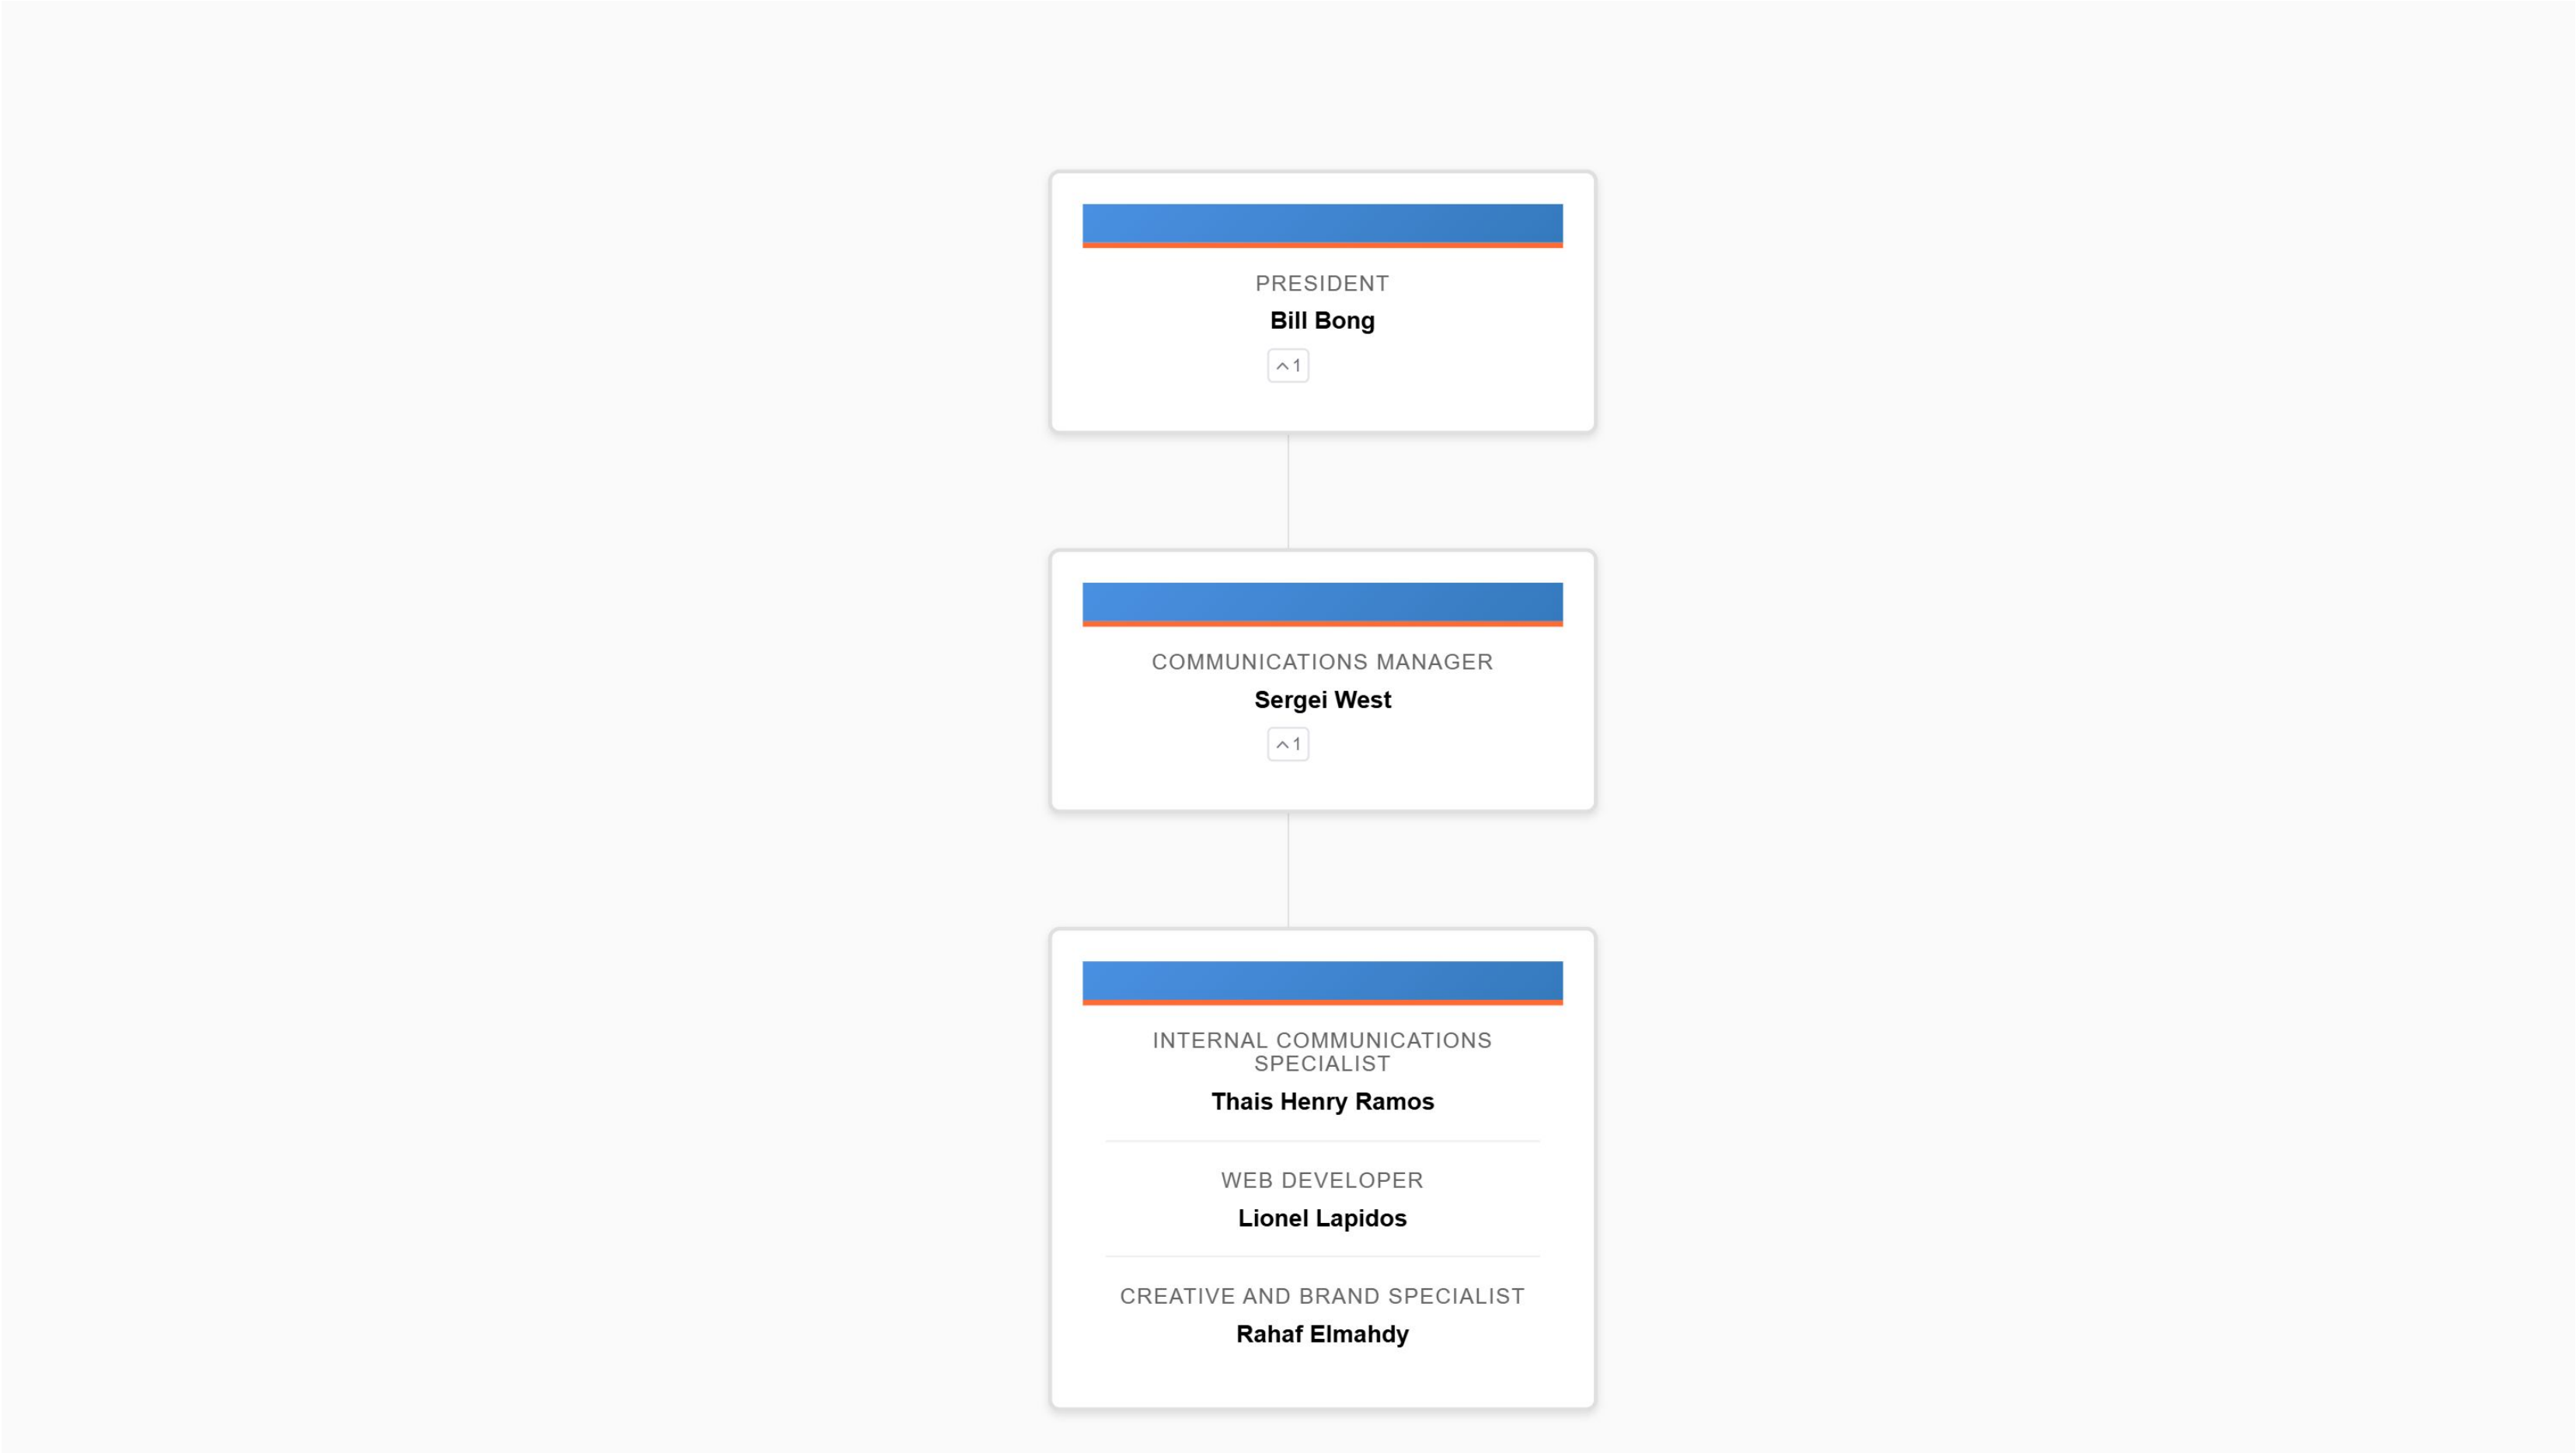 PRESIDENT
Bill Bong
1
COMMUNICATIONS MANAGER
Sergei West
1
INTERNAL COMMUNICATIONS
SPECIALIST
Thais Henry Ramos
WEB DEVELOPER
Lionel Lapidos
CREATIVE AND BRAND SPECIALIST
Rahaf Elmahdy